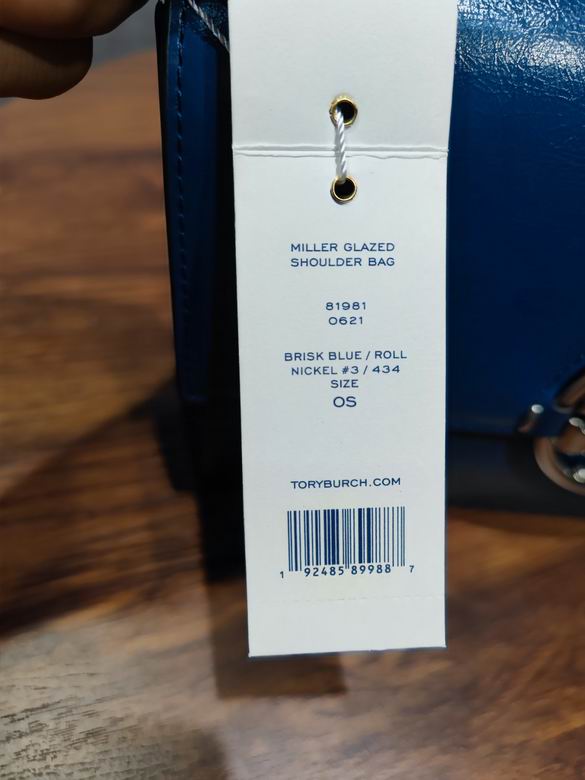 MILLER GLAZED
SHOULDER BAG
81981
0621
BRISK BLUE / ROLL
NICKEL #3 / 434
SIZE
OS
TORYBURCH.COM
1 92485 89988 7